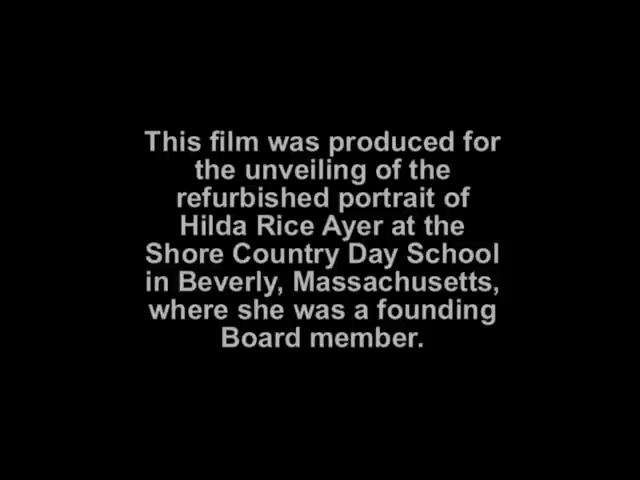 This film was produced for
the unveiling of the
refurbished portrait of
Hilda Rice Ayer at the
Shore Country Day School
in Beverly, Massachusetts,
where she was a founding
Board member.